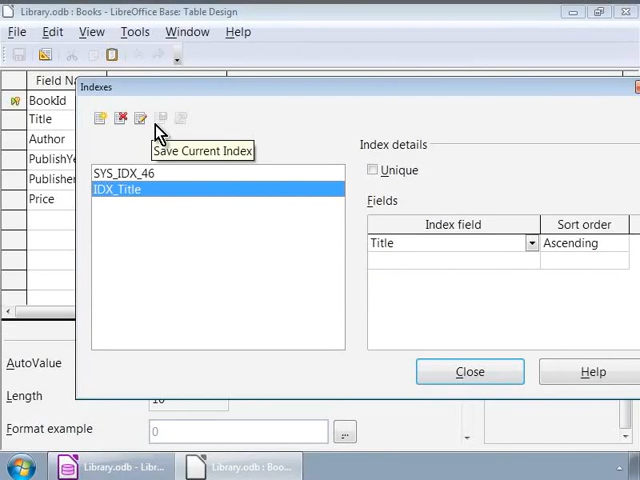 Library.odb : Books - LibreOffice Base: Table Design
File Edit View Tools Window Help
Field Na
BookId
Title
Author
PublishYe
Publisher
Price
Indexes
Save Current Index
SYS_IDX_46
IDX_Title
Index details
Unique
Fields
Index field Sort order
Title Ascending
Close Help
AutoValue
Length
10
Format example
0
...
Library.odb - Libr...
Library.odb : Boo...